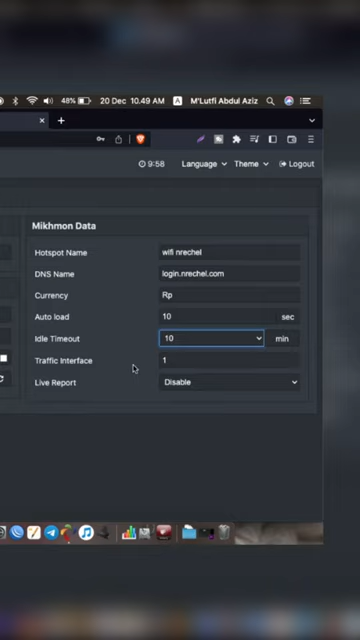 48% 20 Dec 10.49 AM A M'Lutfi Abdul Aziz
9:58 Language Theme Logout
Mikhmon Data
Hotspot Name wifi nrechel
DNS Name login.nrechel.com
Currency Rp
Auto load 10 sec
Idle Timeout 10 min
Traffic Interface 1
Live Report Disable